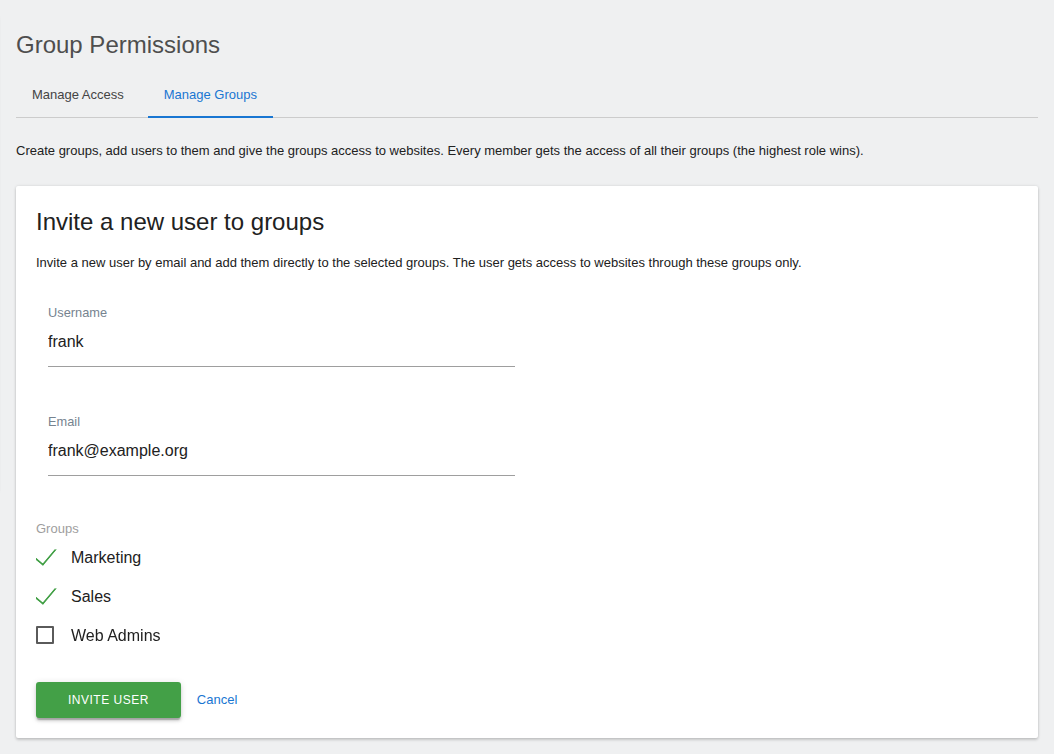 Group Permissions
Manage Access
Manage Groups
Create groups, add users to them and give the groups access to websites. Every member gets the access of all their groups (the highest role wins).
Invite a new user to groups
Invite a new user by email and add them directly to the selected groups. The user gets access to websites through these groups only.
Username
frank
Email
frank@example.org
Groups
Marketing
Sales
Web Admins
INVITE USER
Cancel